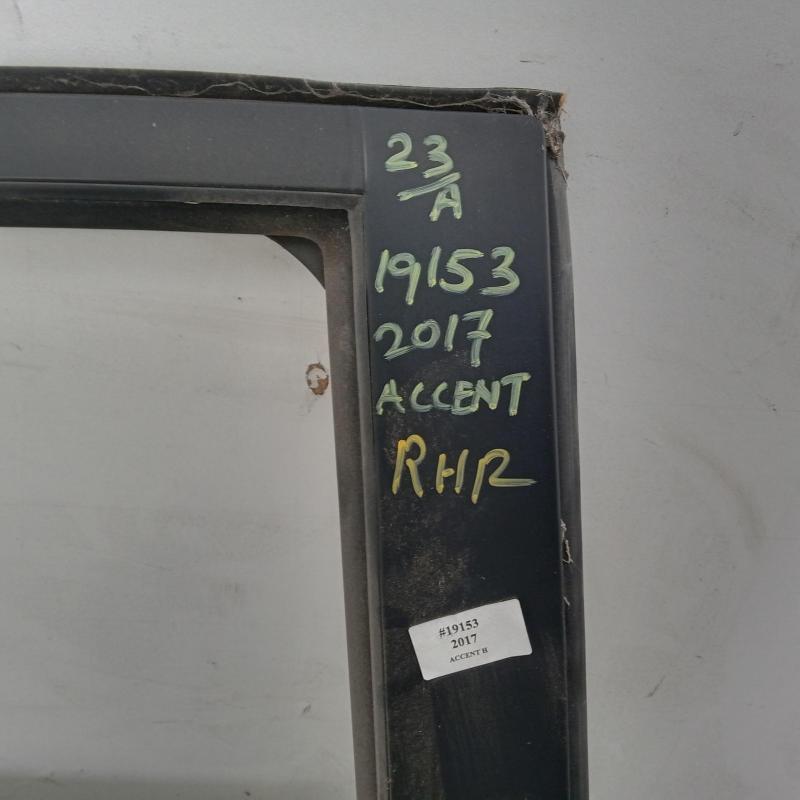 23
A
19153
2017
ACCENT
RHR
#19153
2017
ACCENT B